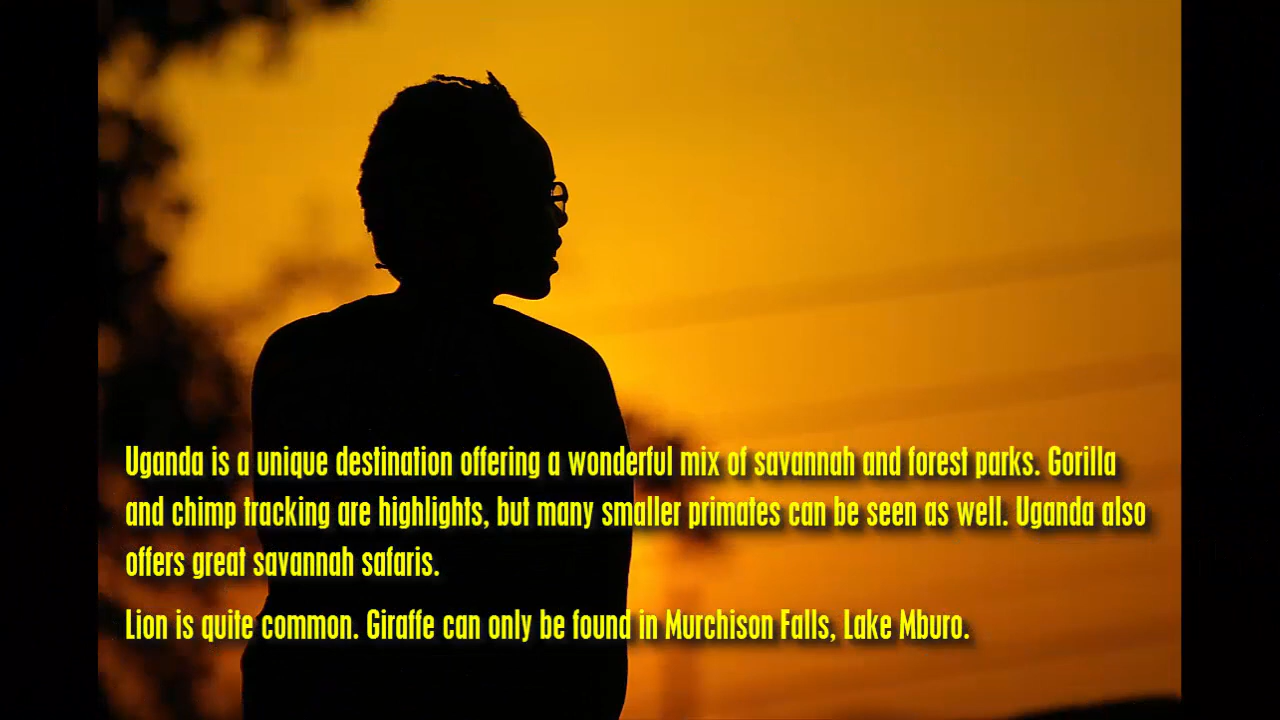 Uganda is a unique destination offering a wonderful mix of savannah and forest parks. Gorilla
and chimp tracking are highlights, but many smaller primates can be seen as well. Uganda also
offers great savannah safaris.
Lion is quite common. Giraffe can only be found in Murchison Falls, Lake Mburo.